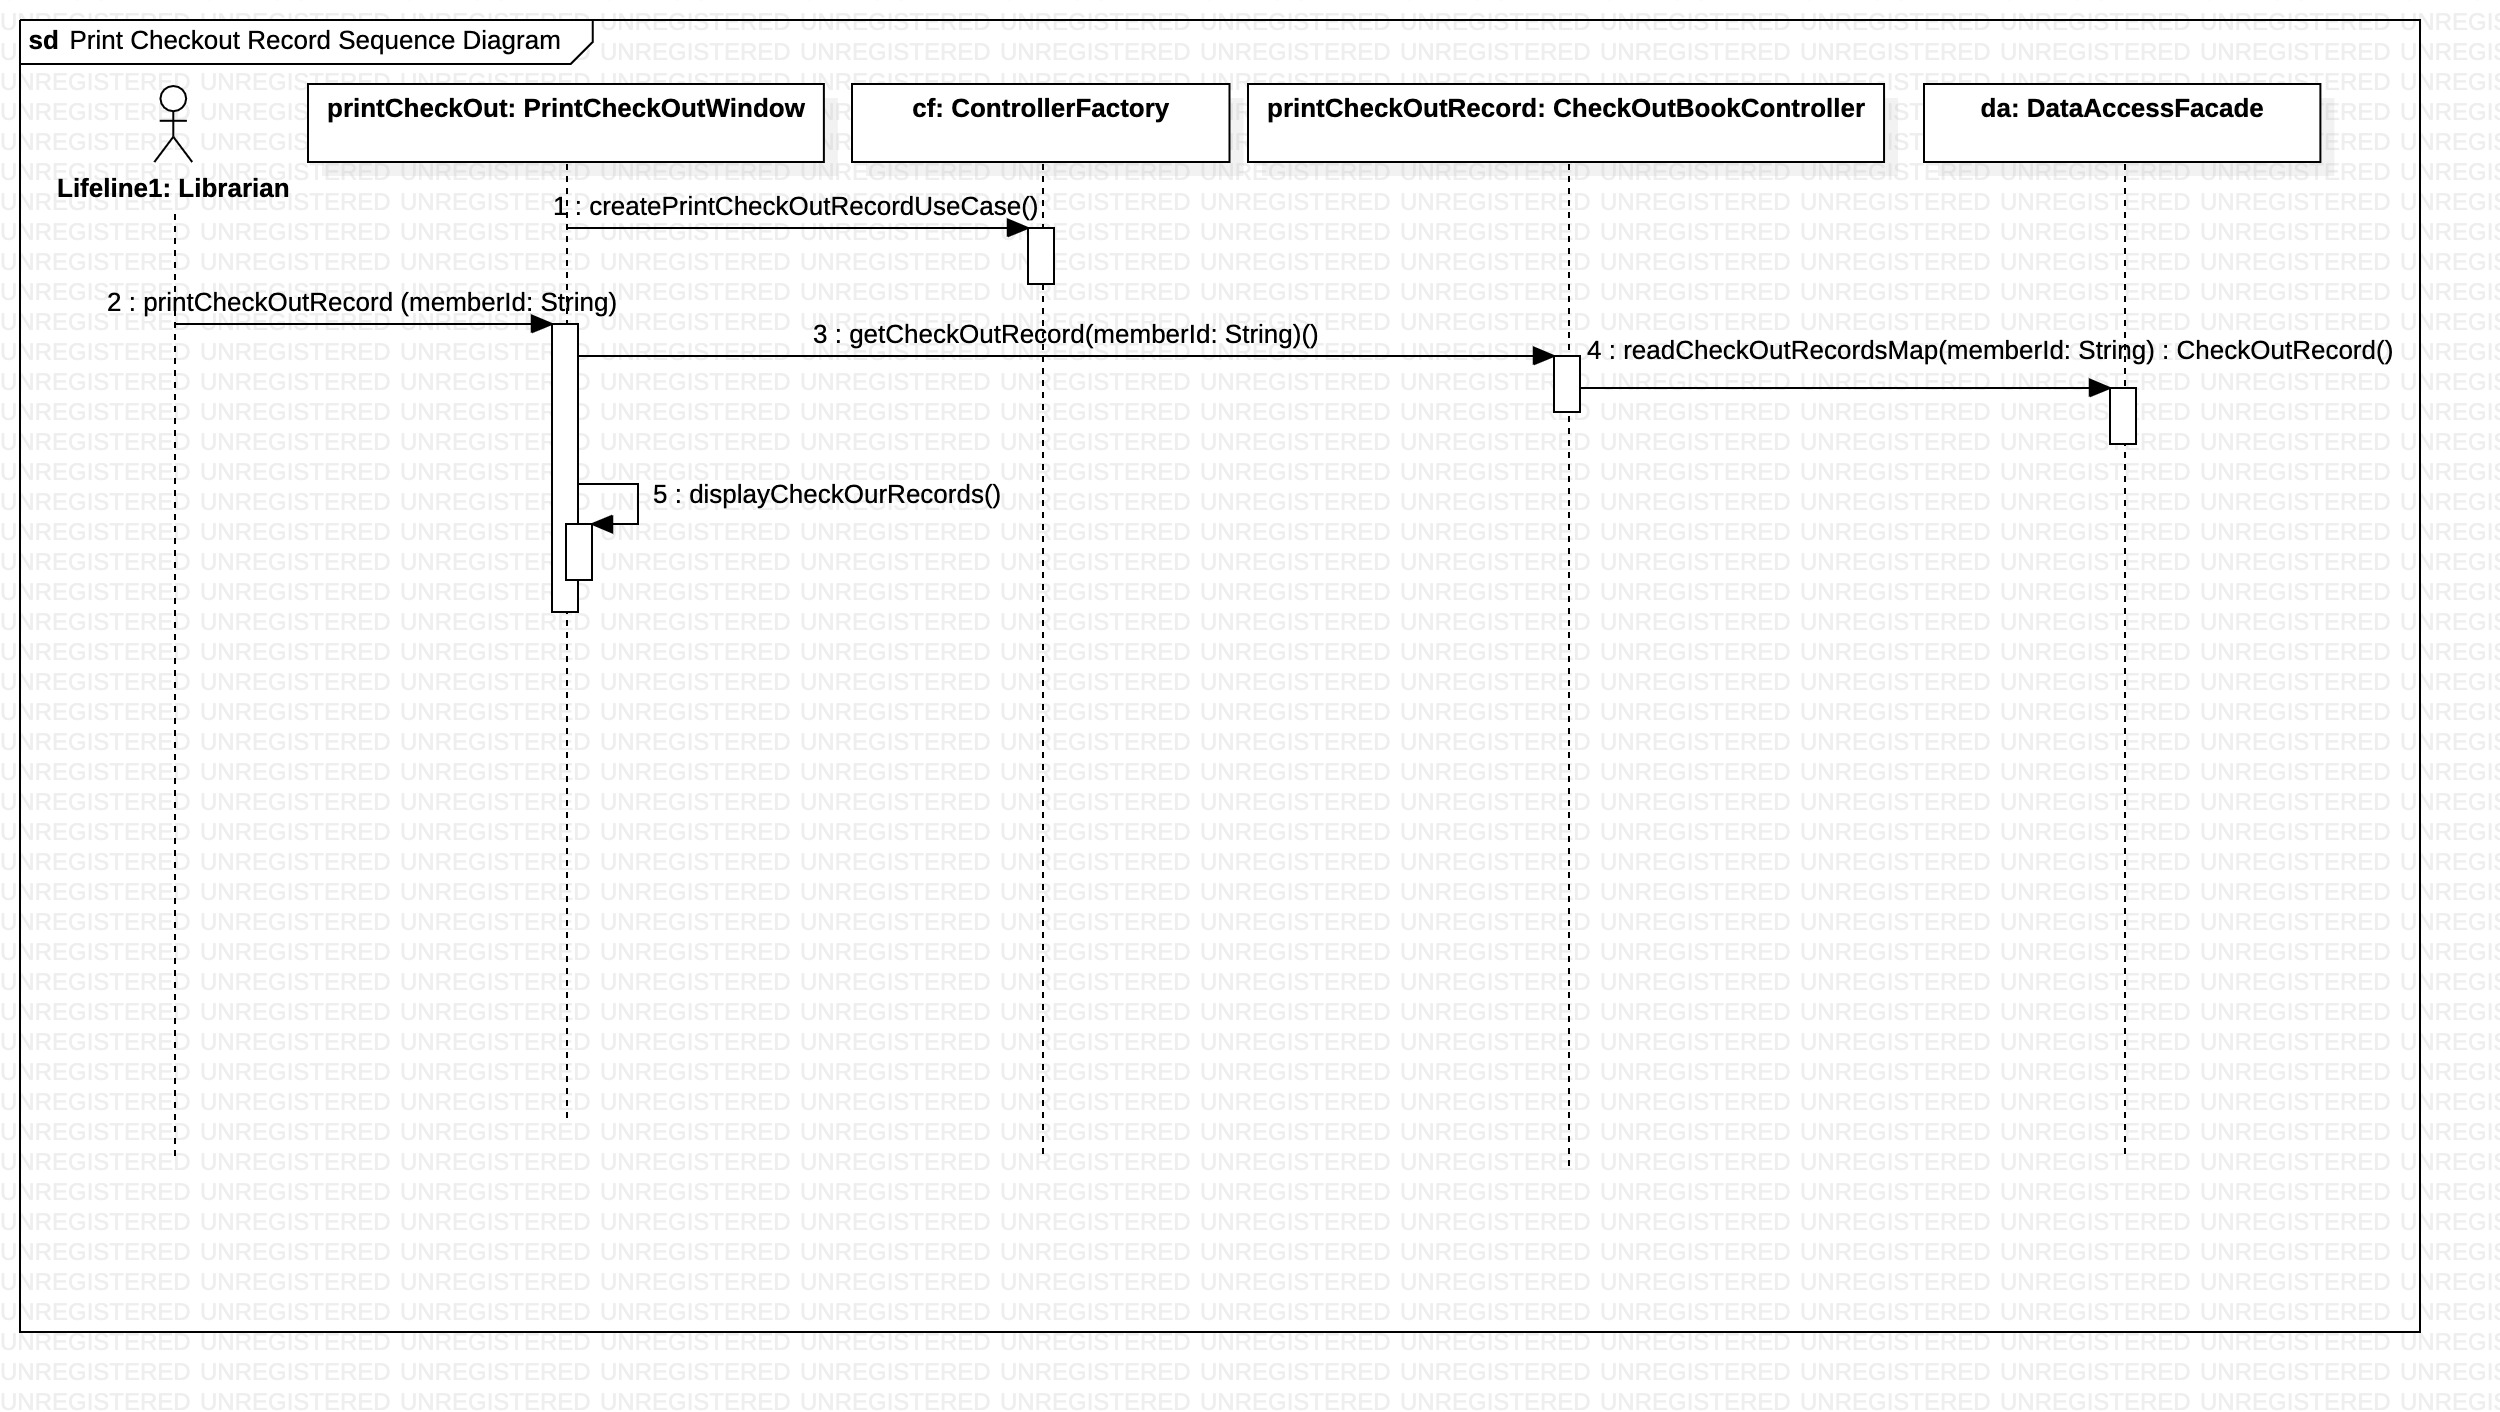 sd Print Checkout Record Sequence Diagram
printCheckOut: PrintCheckOutWindow
cf: ControllerFactory
printCheckOutRecord: CheckOutBookController
da: DataAccessFacade
Lifeline1: Librarian
1 : createPrintCheckOutRecordUseCase()
2 : printCheckOutRecord (memberId: String)
3 : getCheckOutRecord(memberId: String)()
4 : readCheckOutRecordsMap(memberId: String) : CheckOutRecord()
5 : displayCheckOurRecords()
UNREGISTERED